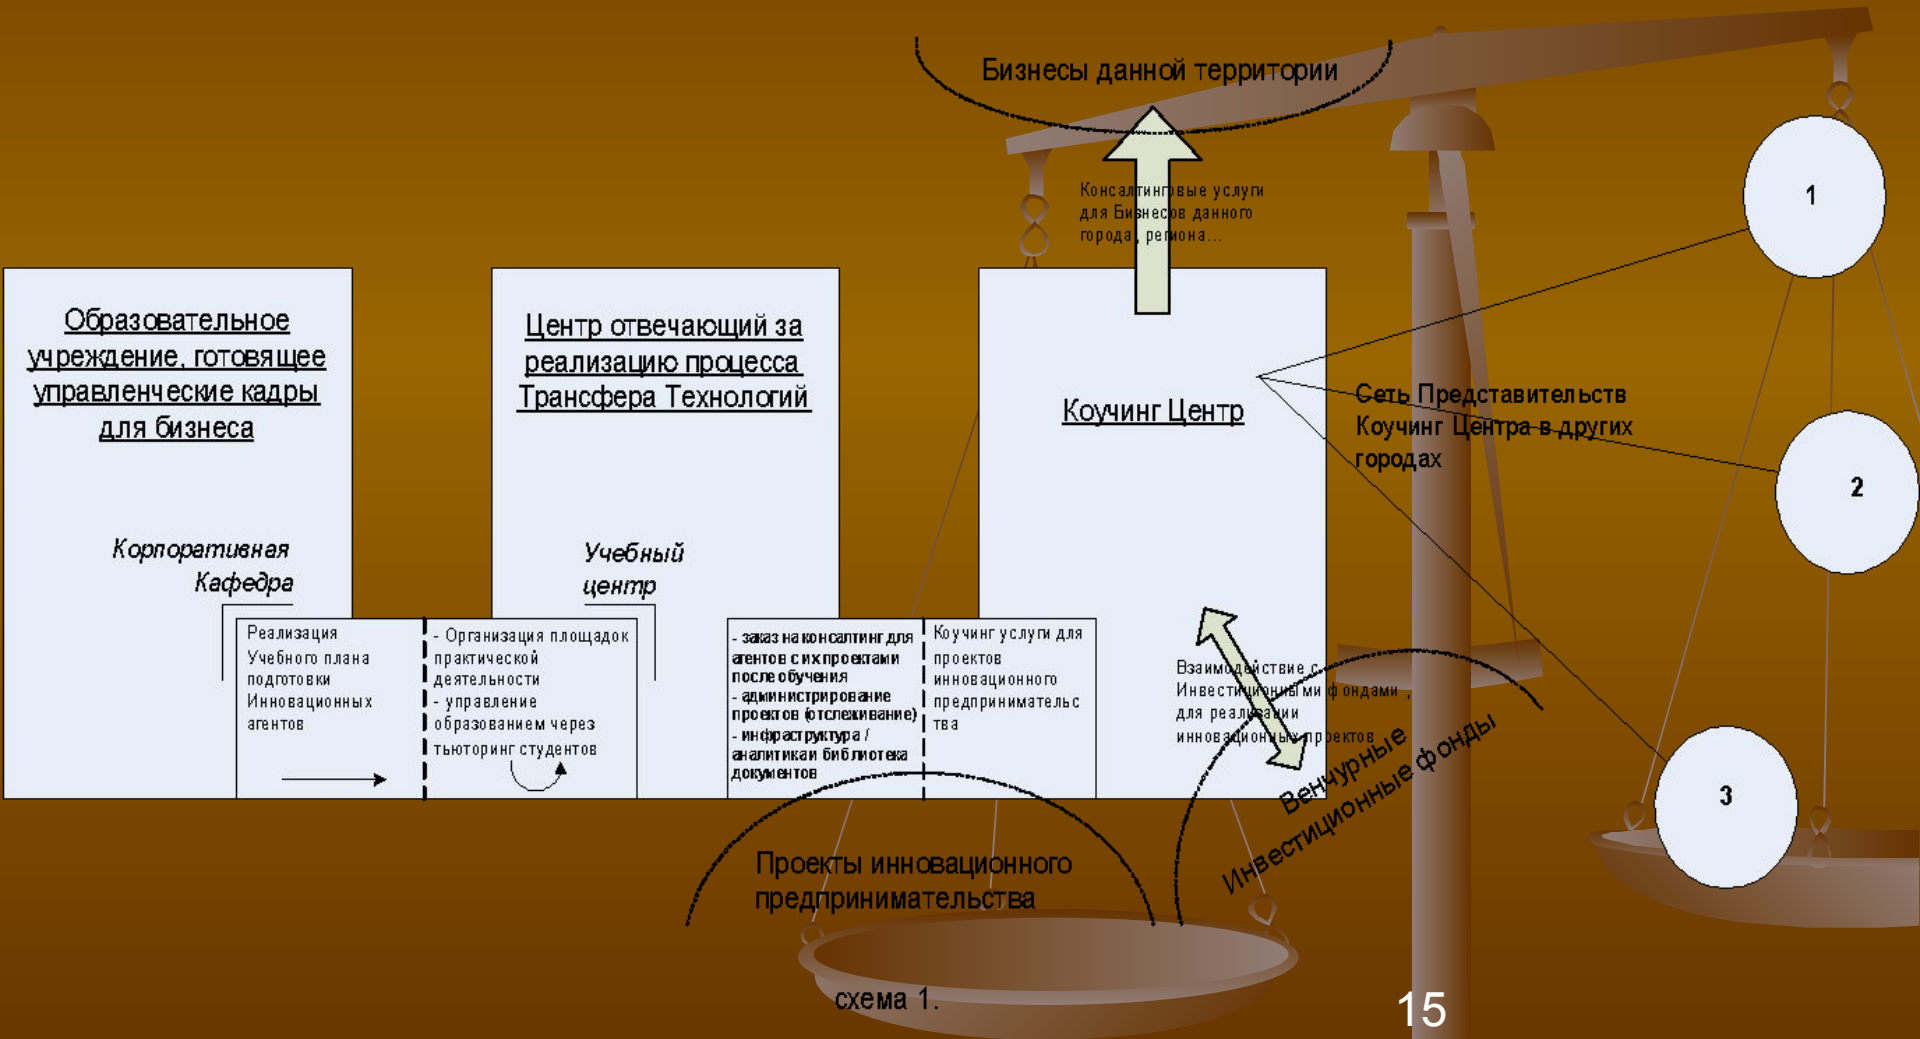 Бизнесы данной территории
Консалтинговые услуги
для Бизнесов данного
города, региона...
Образовательное
учреждение, готовящее
управленческие кадры
для бизнеса
Корпоративная
Кафедра
Центр отвечающий за
реализацию процесса
Трансфера Технологий
Учебный
центр
Коучинг Центр
Сеть Представительств
Коучинг Центра в других
городах
1
2
3
Реализация
Учебного плана
подготовки
Инновационных
агентов
- Организация площадок
практической
деятельности
- управление
образованием через
тьюторинг студентов
- заказ на консалтинг для
агентов с их проектами
после обучения
- администрирование
проектов (отслеживание)
- инфраструктура /
аналитика и библиотека
документов
Коучинг услуги для
проектов
инновационного
предпринимательс
тва
Взаимодействие с
Инвестиционными фондами ,
для реализации
инновационных проектов
Венчурные
Инвестиционные фонды
Проекты инновационного
предпринимательства
схема 1.
15